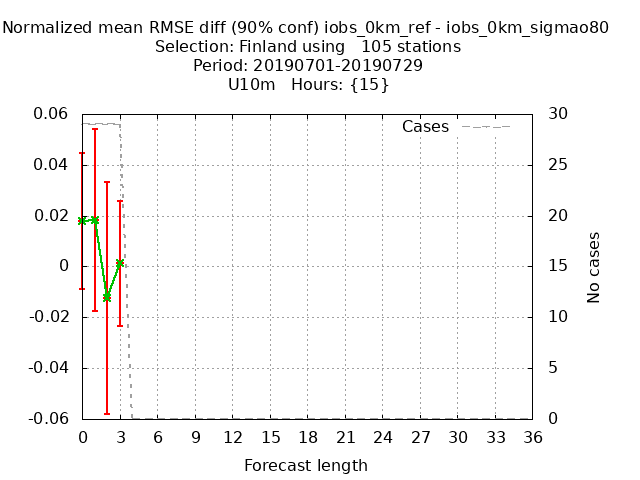 Normalized mean RMSE diff (90% conf) iobs_0km_ref - iobs_0km_sigmao80
Selection: Finland using   105 stations
Period: 20190701-20190729
U10m   Hours: {15}
Cases
0.06
0.04
0.02
0
-0.02
-0.04
-0.06
30
25
20
15
10
5
0
No cases
0 3 6 9 12 15 18 21 24 27 30 33 36
Forecast length